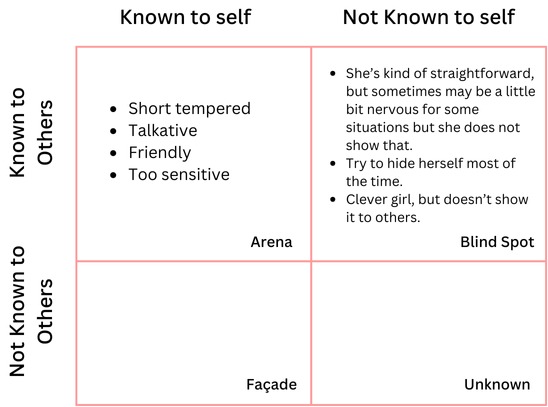 Known to self
Not Known to self
Known to
Others
• Short tempered
• Talkative
• Friendly
• Too sensitive
Arena
• She’s kind of straightforward,
but sometimes may be a little
bit nervous for some
situations but she does not
show that.
• Try to hide herself most of
the time.
• Clever girl, but doesn’t show
it to others.
Blind Spot
Not Known to
Others
Façade
Unknown